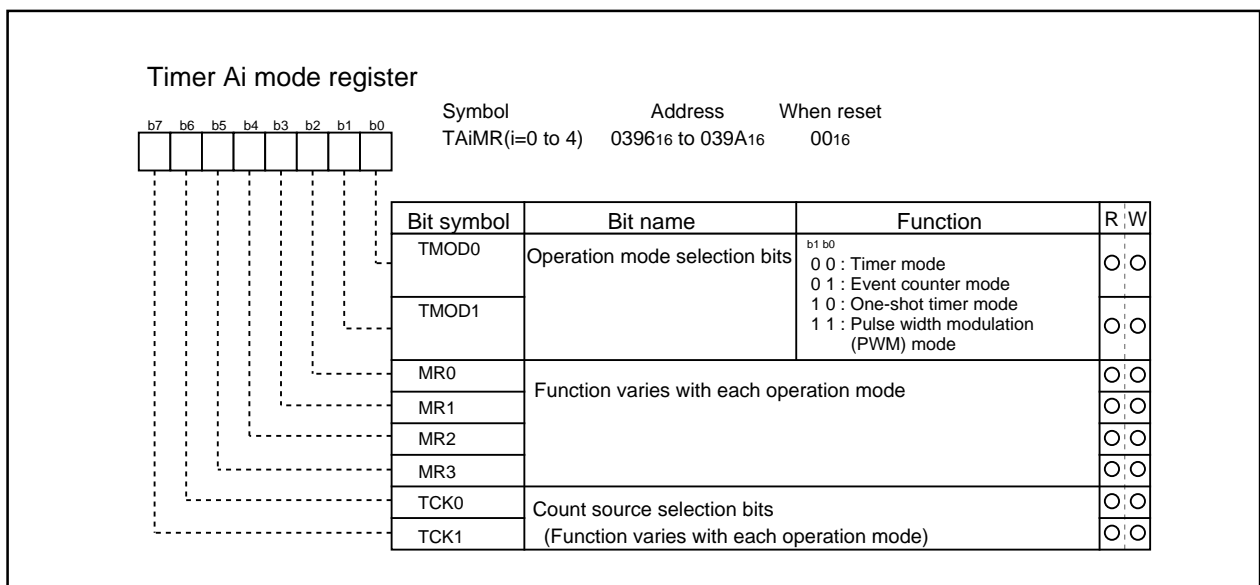 Timer Ai mode register
Symbol Address When reset
TAiMR(i=0 to 4) 039616 to 039A16 0016
b7 b6 b5 b4 b3 b2 b1 b0
Bit symbol Bit name Function R W
TMOD0 Operation mode selection bits b1 b0
0 0 : Timer mode
0 1 : Event counter mode
TMOD1 1 0 : One-shot timer mode
1 1 : Pulse width modulation
(PWM) mode
MR0 Function varies with each operation mode
MR1
MR2
MR3
TCK0 Count source selection bits
TCK1 (Function varies with each operation mode)